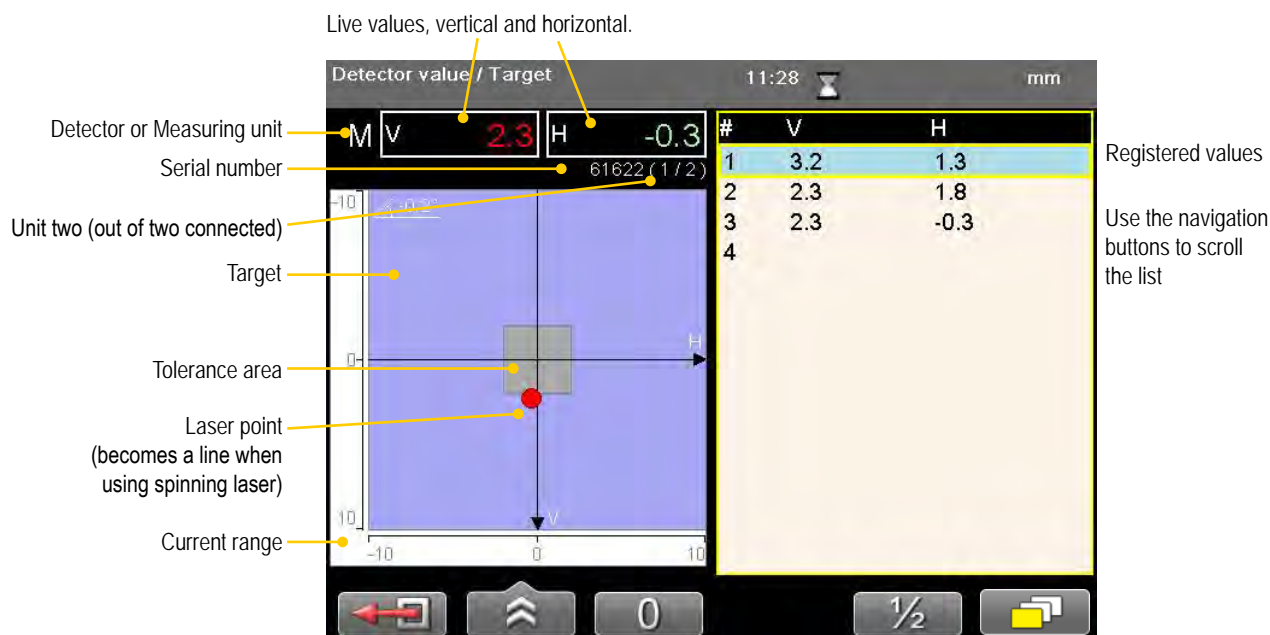 Live values, vertical and horizontal.
Detector value / Target 11:28 mm
Detector or Measuring unit
M V 2.3 H -0.3
# V H
Serial number
61622 ( 1 / 2 )
1 3.2 1.3
Registered values
2 2.3 1.8
3 2.3 -0.3
4
Use the navigation
buttons to scroll
the list
Unit two (out of two connected)
-10
Target
H
0
Tolerance area
Laser point
(becomes a line when
using spinning laser)
10
V
Current range
-10 0 10
0 ½